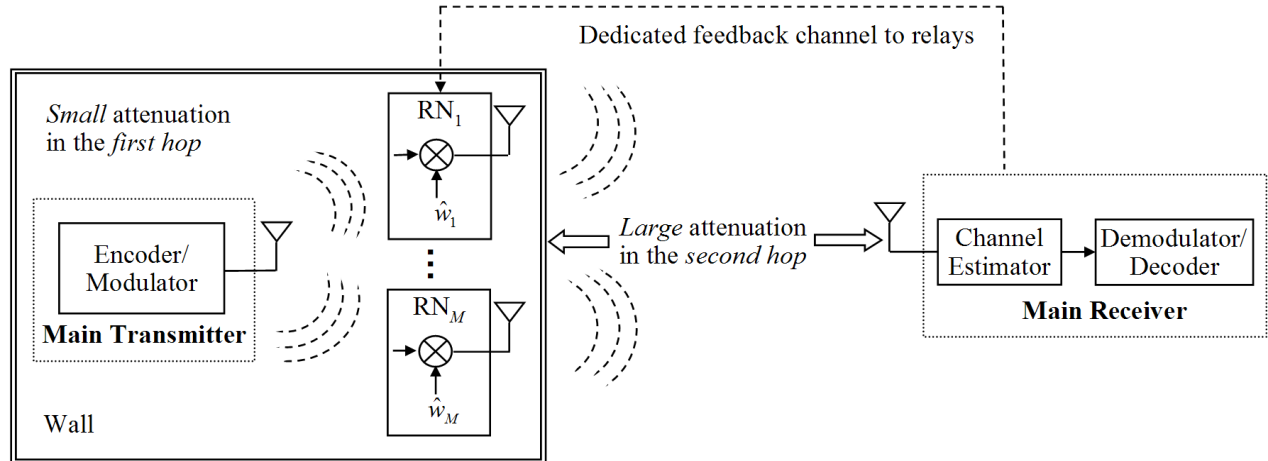 Dedicated feedback channel to relays
Small attenuation
in the first hop
RN1
ŵ1
Encoder/
Modulator
Main Transmitter
RNM
ŵM
Wall
Large attenuation
in the second hop
Channel
Estimator
Demodulator/
Decoder
Main Receiver